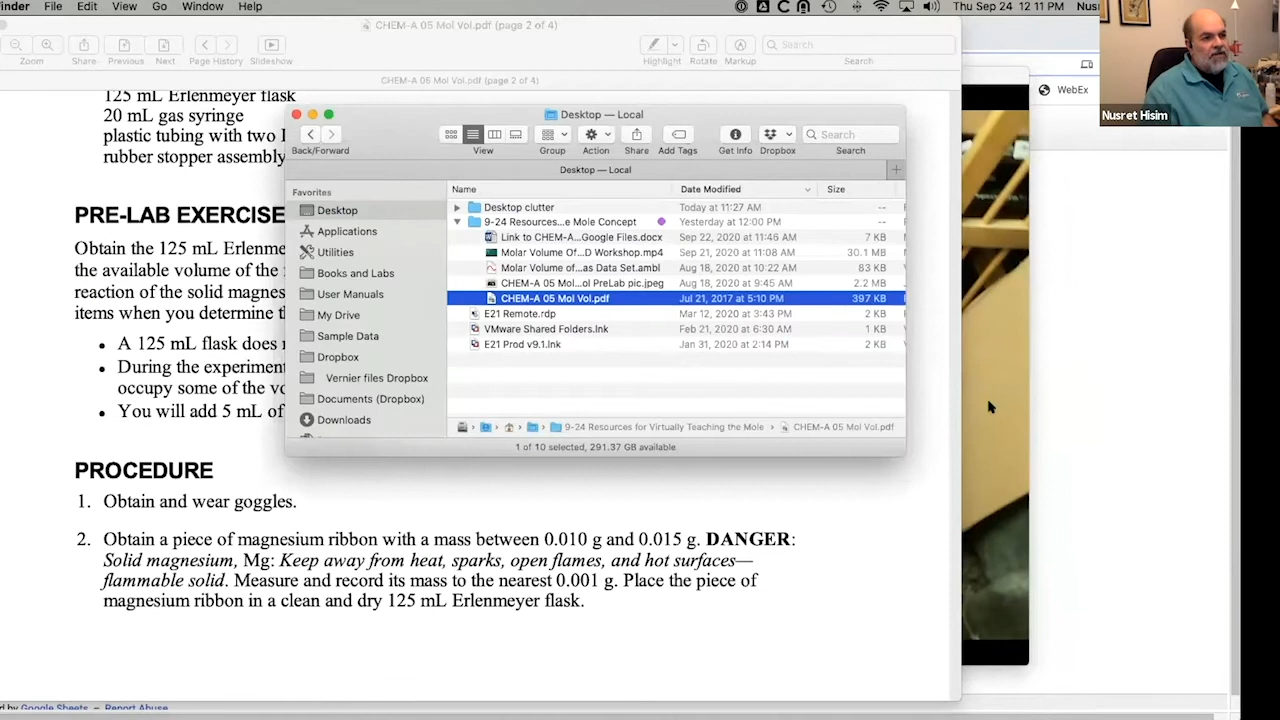 inder File Edit View Go Window Help
Thu Sep 24 12:11 PM Nus
CHEM-A 05 Mol Vol.pdf (page 2 of 4)
Search
Zoom Share Previous Next Page History Slideshow Highlight Rotate Markup Search
CHEM-A 05 Mol Vol.pdf (page 2 of 4)
WebEx
Nusret Hisim
125 mL Erlenmeyer flask
20 mL gas syringe
plastic tubing with two
rubber stopper assembly
PRE-LAB EXERCISE
Obtain the 125 mL Erlenme
the available volume of the
reaction of the solid magnes
items when you determine t
• A 125 mL flask does
• During the experiment
occupy some of the vo
• You will add 5 mL of
Desktop — Local
Search
Back/Forward View Group Action Share Add Tags Get Info Dropbox Search
Desktop — Local
Favorites
Desktop
Applications
Utilities
Books and Labs
User Manuals
My Drive
Sample Data
Dropbox
Vernier files Dropbox
Documents (Dropbox)
Downloads
Name Date Modified Size
Desktop clutter Today at 11:27 AM --
9-24 Resources...e Mole Concept Yesterday at 12:00 PM --
Link to CHEM-A...Google Files.docx Sep 22, 2020 at 11:46 AM 7 KB
Molar Volume Of...D Workshop.mp4 Sep 21, 2020 at 11:08 AM 30.1 MB
Molar Volume of...as Data Set.ambl Aug 18, 2020 at 10:22 AM 83 KB
CHEM-A 05 Mol...ol PreLab pic.jpeg Aug 18, 2020 at 9:45 AM 2.2 MB
CHEM-A 05 Mol Vol.pdf Jul 21, 2017 at 5:10 PM 397 KB
E21 Remote.rdp Mar 12, 2020 at 3:43 PM 2 KB
VMware Shared Folders.lnk Feb 21, 2020 at 6:30 AM 1 KB
E21 Prod v9.1.lnk Jan 31, 2020 at 2:14 PM 2 KB
9-24 Resources for Virtually Teaching the Mole › CHEM-A 05 Mol Vol.pdf
1 of 10 selected, 291.37 GB available
PROCEDURE
1. Obtain and wear goggles.
2. Obtain a piece of magnesium ribbon with a mass between 0.010 g and 0.015 g. DANGER:
Solid magnesium, Mg: Keep away from heat, sparks, open flames, and hot surfaces—
flammable solid. Measure and record its mass to the nearest 0.001 g. Place the piece of
magnesium ribbon in a clean and dry 125 mL Erlenmeyer flask.
ed by Google Sheets – Report Abuse